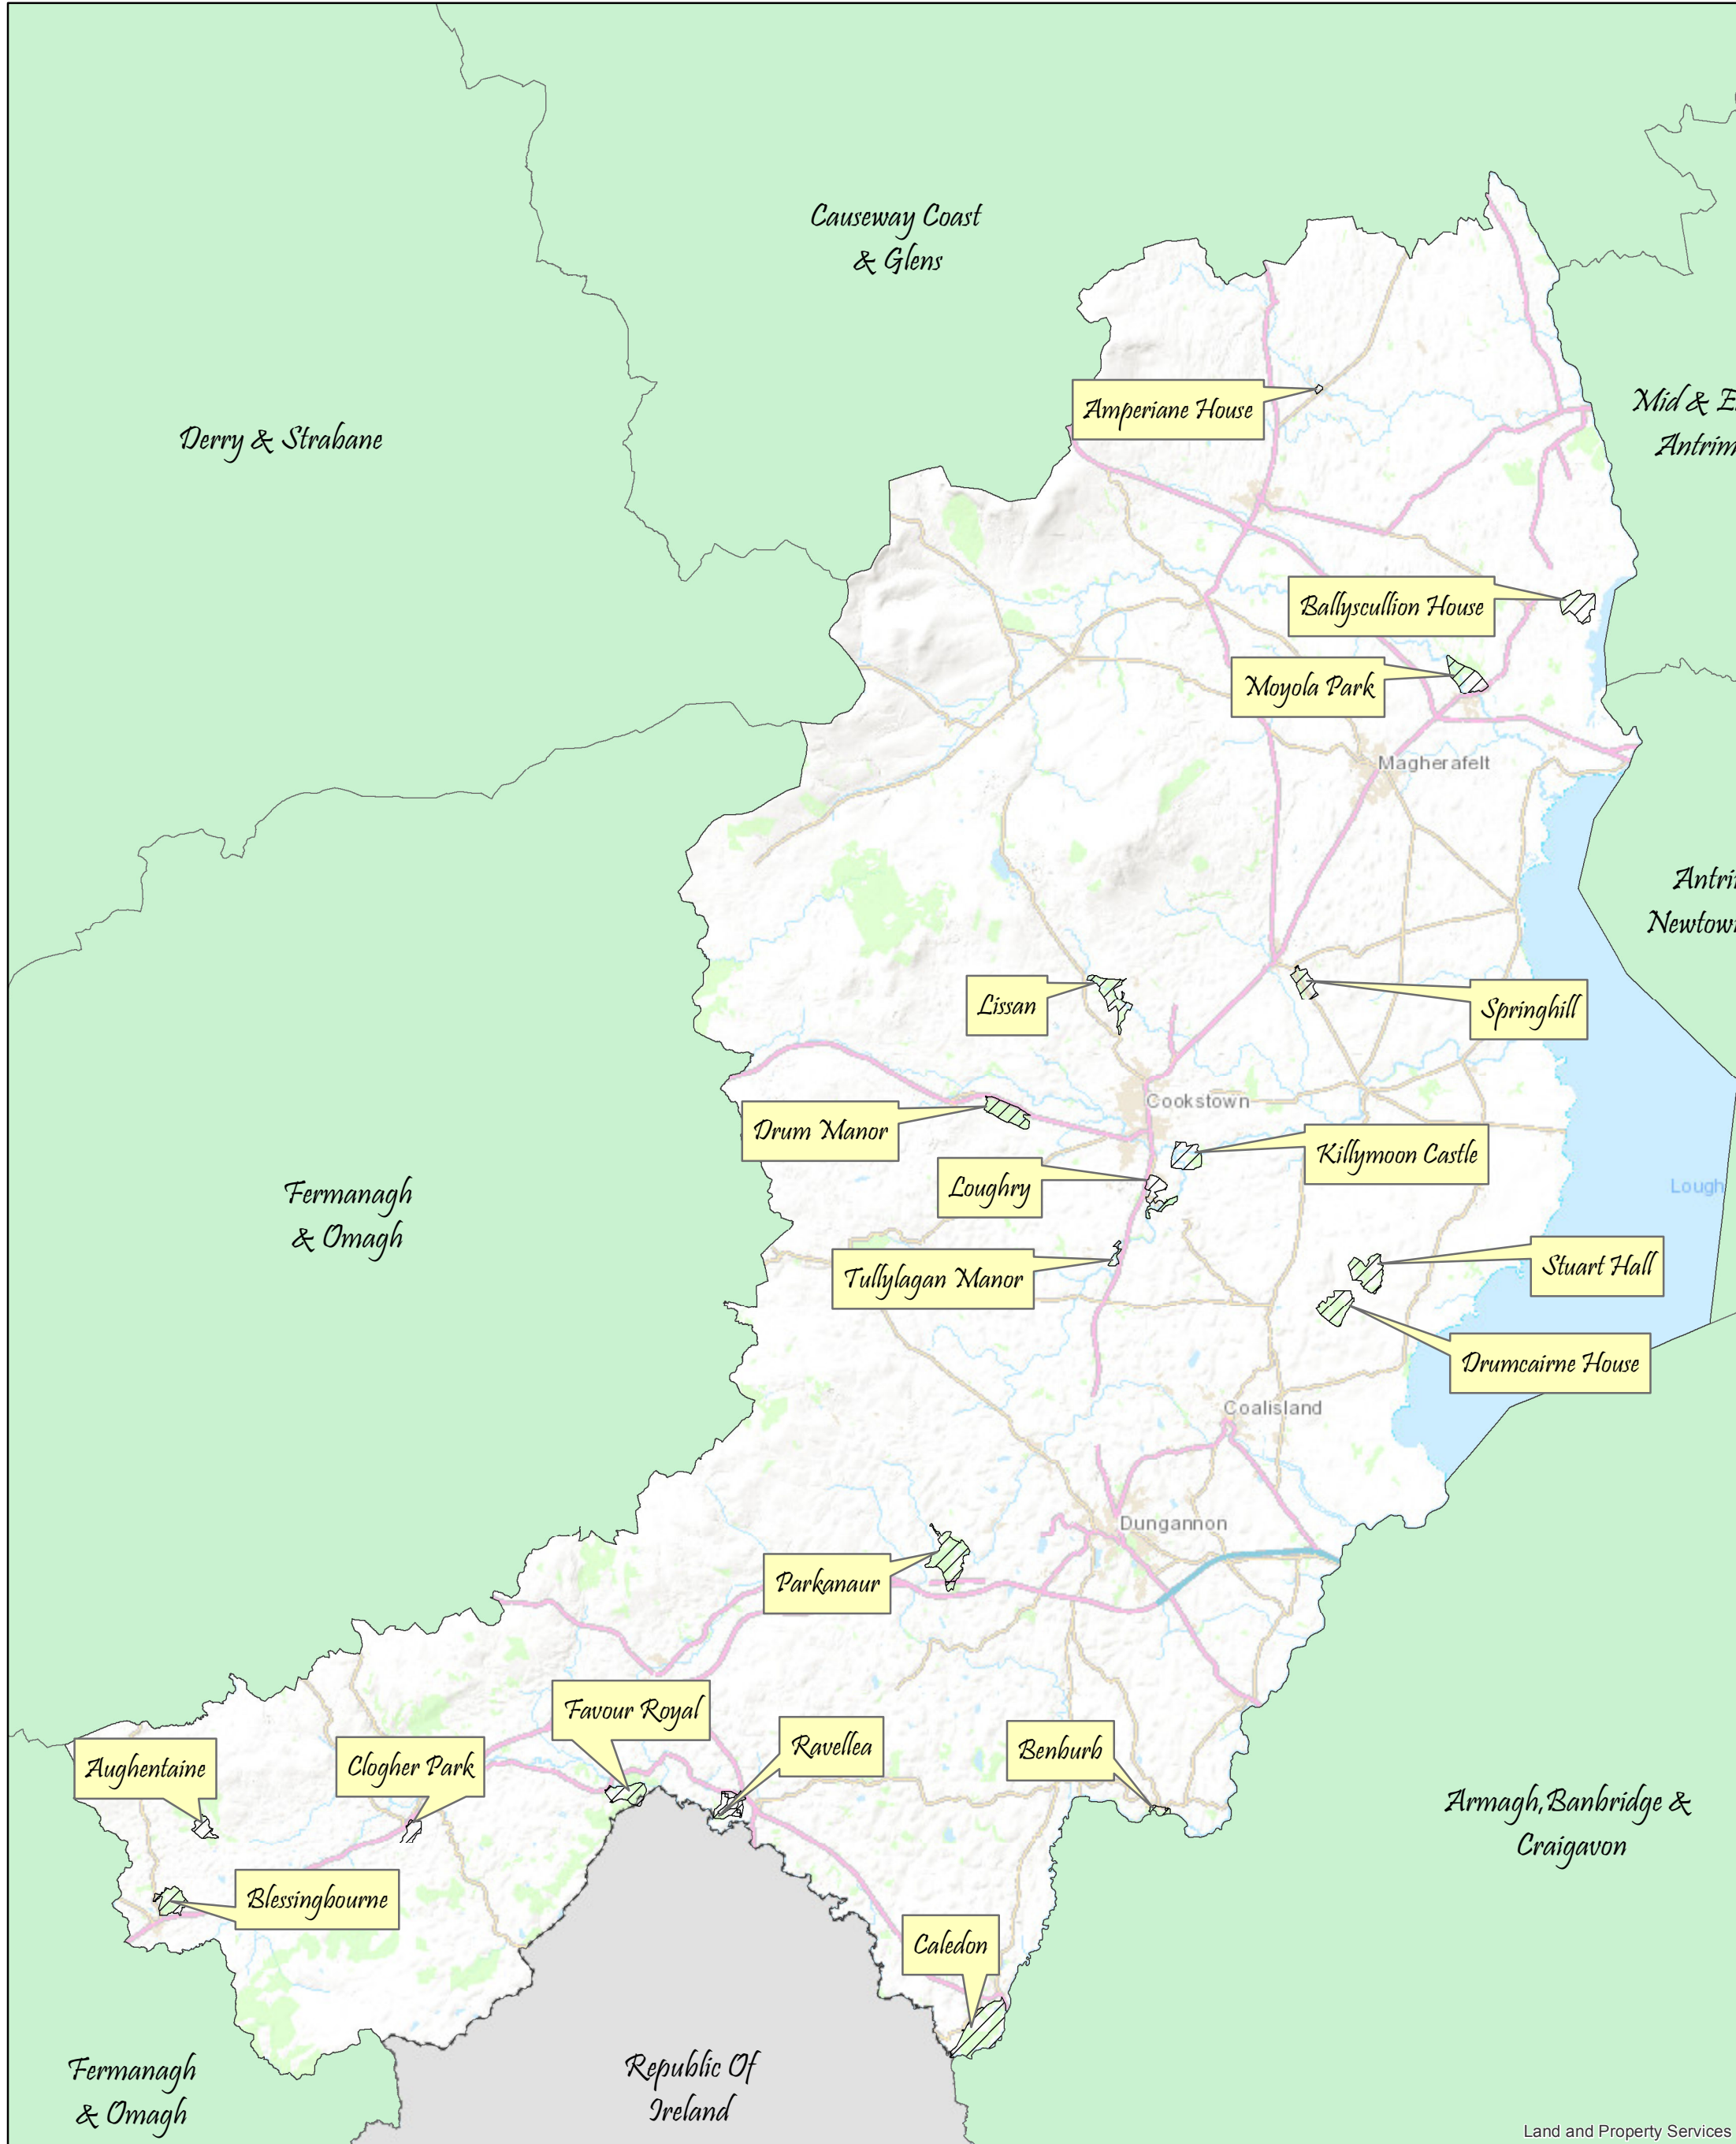 Causeway Coast
& Glens
Derry & Strabane
Mid & E
Antrim
Amperiane House
Ballyscullion House
Moyola Park
Magherafelt
Antri
Newtow
Lissan
Springhill
Cookstown
Drum Manor
Killymoon Castle
Loughry
Lough
Fermanagh
& Omagh
Tullylagan Manor
Stuart Hall
Drumcairne House
Coalisland
Dungannon
Parkanaur
Favour Royal
Ravellea
Benburb
Aughentaine
Clogher Park
Armagh,Banbridge &
Craigavon
Blessingbourne
Caledon
Fermanagh
& Omagh
Republic Of
Ireland
Land and Property Services